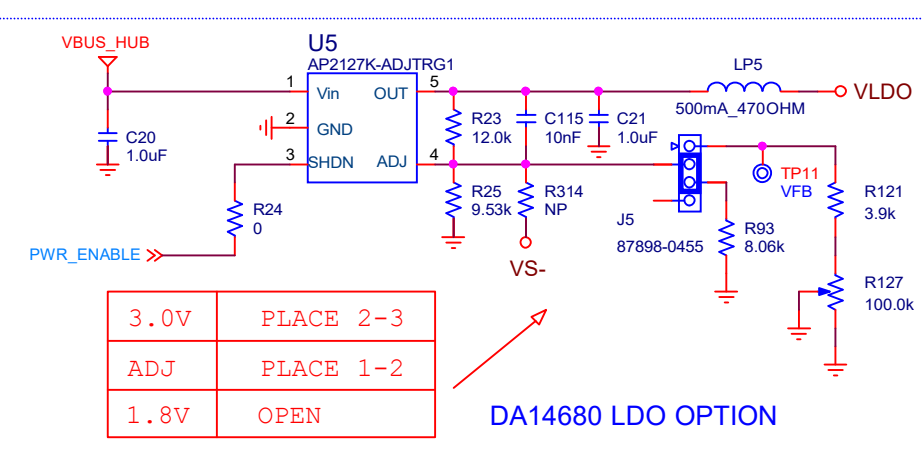 VBUS_HUB
U5
AP2127K-ADJTRG1
1 Vin OUT 5
2 GND
3 SHDN ADJ 4
C20
1.0uF
R24
0
PWR_ENABLE
R23
12.0k
C115
10nF
C21
1.0uF
LP5
500mA_470OHM
VLDO
R25
9.53k
R314
NP
VS-
J5
87898-0455
R93
8.06k
TP11
VFB
R121
3.9k
R127
100.0k
3.0V PLACE 2-3
ADJ PLACE 1-2
1.8V OPEN
DA14680 LDO OPTION